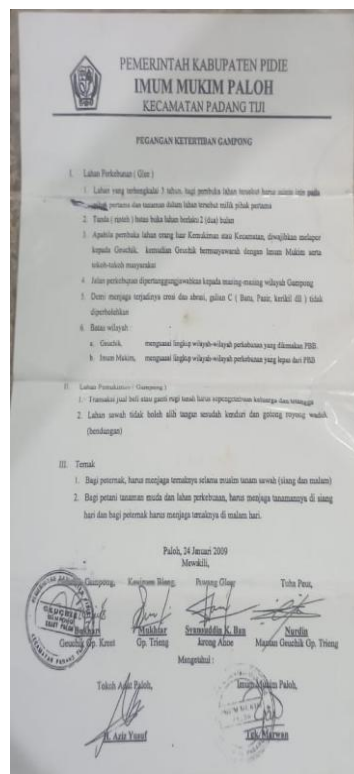 PEMERINTAH KABUPATEN PIDIE
IMUM MUKIM PALOH
KECAMATAN PADANG TIJI
PEGANGAN KETERTIBAN GAMPONG
I. Lahan Perkebunan ( Glee )
1. Lahan yang terbengkalai 3 tahun, bagi pembuka lahan tersebut harus minta izin pada
pihak pertama dan tanaman dalam lahan tersebut milik pihak pertama
2. Tanda ( rinteh ) batas buka lahan berlaku 2 (dua) bulan
3. Apabila pembuka lahan orang luar Kemukiman atau Kecamatan, diwajibkan melapor
kepada Geuchik, kemudian Geuchik bermusyawarah dengan Imum Mukim serta
tokoh-tokoh masyarakat
4. Jalan perkebunan dipertanggungjawabkan kepada masing-masing wilayah Gampong
5. Demi menjaga terjadinya erosi dan abrasi, galian C ( Batu, Pasir, kerikil dll ) tidak
diperbolehkan
6. Batas wilayah :
a. Geuchik, menguasai lingkup wilayah-wilayah perkebunan yang dikenakan PBB.
b. Imum Mukim, menguasai lingkup wilayah-wilayah perkebunan yang lepas dari PBB
II. Lahan Pemukiman ( Gampong )
1. Transaksi jual beli atau ganti rugi tanah harus sepengetahuan keluarga dan tetangga
2. Lahan sawah tidak boleh alih tangan sesudah kenduri dan gotong royong waduk
(bendungan)
III. Ternak
1. Bagi peternak, harus menjaga ternaknya selama musim tanam sawah (siang dan malam)
2. Bagi petani tanaman muda dan lahan perkebunan, harus menjaga tanamannya di siang
hari dan bagi peternak harus menjaga ternaknya di malam hari.
Paloh, 24 Januari 2009
Mewakili,
Gampong, Keujruen Blang, Pawang Glee, Tuha Peut,
Bukhari Mukhtar Syamsuddin K. Ban Nurdin
Geuchik Gp. Kunyet Gp. Trieng Mantan Geuchik Gp. Trieng
Mengetahui :
Tokoh Adat Paloh, Imum Mukim Paloh,
Aziz Yusuf Tgk. Marwan